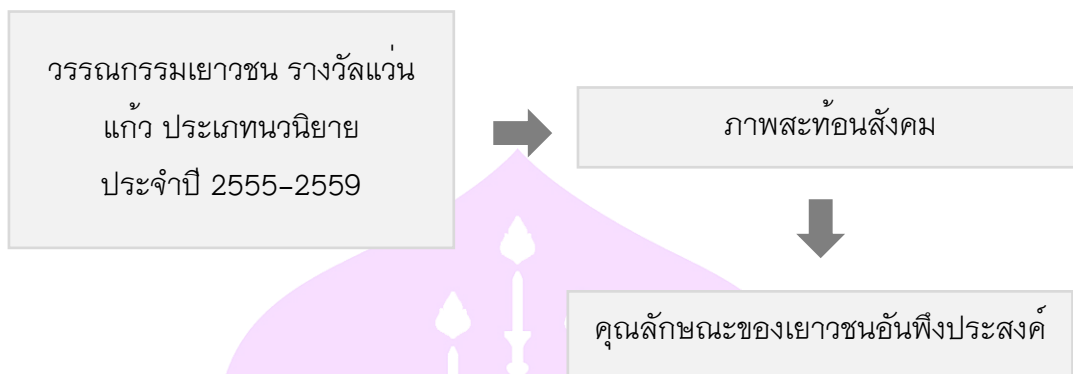 วรรณกรรมเยาวชน รางวัลแว่น
แก้ว ประเภทนวนิยาย
ประจำปี 2555-2559
ภาพสะท้อนสังคม
คุณลักษณะของเยาวชนอันพึงประสงค์